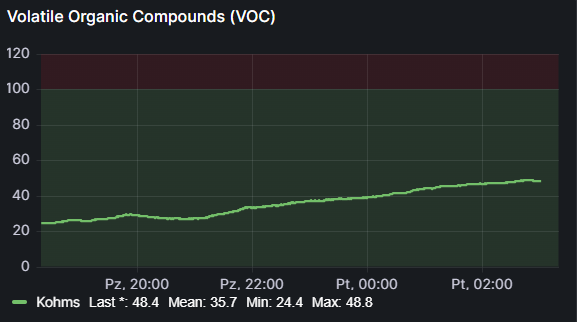 Volatile Organic Compounds (VOC)
120
100
80
60
40
20
0
Pz, 20:00 Pz, 22:00 Pt, 00:00 Pt, 02:00
Kohms Last *: 48.4 Mean: 35.7 Min: 24.4 Max: 48.8